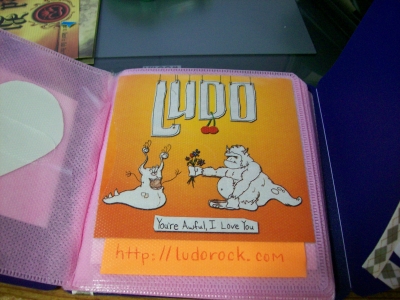 LUDO
You're Awful, I Love You
http://ludorock.com